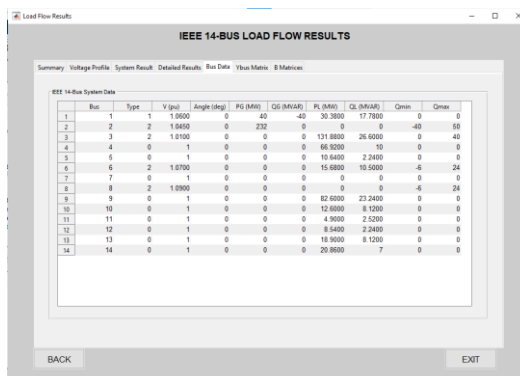 Load Flow Results
IEEE 14-BUS LOAD FLOW RESULTS
Summary Voltage Profile System Result Detailed Results Bus Data Ybus Matrix B Matrices
IEEE 14-Bus System Data
Bus Type V (pu) Angle (deg) PG (MW) QG (MVAR) PL (MW) QL (MVAR) Qmin Qmax
1 1 1 1.0600 0 40 -40 30.3800 17.7800 0 0
2 2 2 1.0450 0 232 0 0 0 -40 50
3 3 2 1.0100 0 0 0 131.8800 26.6000 0 40
4 4 0 1 0 0 0 66.9200 10 0 0
5 5 0 1 0 0 0 10.6400 2.2400 0 0
6 6 2 1.0700 0 0 0 15.6800 10.5000 -6 24
7 7 0 1 0 0 0 0 0 0 0
8 8 2 1.0900 0 0 0 0 0 -6 24
9 9 0 1 0 0 0 82.6000 23.2400 0 0
10 10 0 1 0 0 0 12.6000 8.1200 0 0
11 11 0 1 0 0 0 4.9000 2.5200 0 0
12 12 0 1 0 0 0 8.5400 2.2400 0 0
13 13 0 1 0 0 0 18.9000 8.1200 0 0
14 14 0 1 0 0 0 20.8600 7 0 0
BACK EXIT